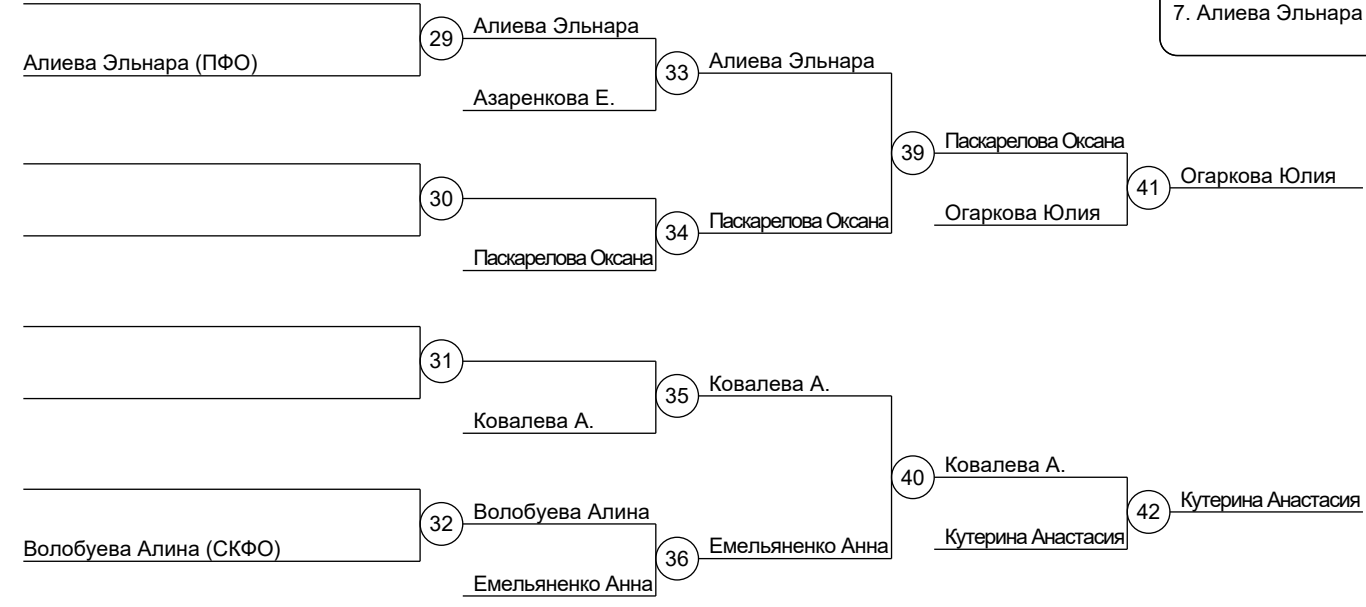 7. Алиева Эльнара
Алиева Эльнара
29
Алиева Эльнара (ПФО)
Алиева Эльнара
33
Азаренкова Е.
Паскарелова Оксана
39
Огаркова Юлия
41
30
Огаркова Юлия
Паскарелова Оксана
34
Паскарелова Оксана
31
Ковалева А.
35
Ковалева А.
Ковалева А.
40
Кутерина Анастасия
Волобуева Алина
42
32
Кутерина Анастасия
Волобуева Алина (СКФО)
Емельяненко Анна
36
Емельяненко Анна